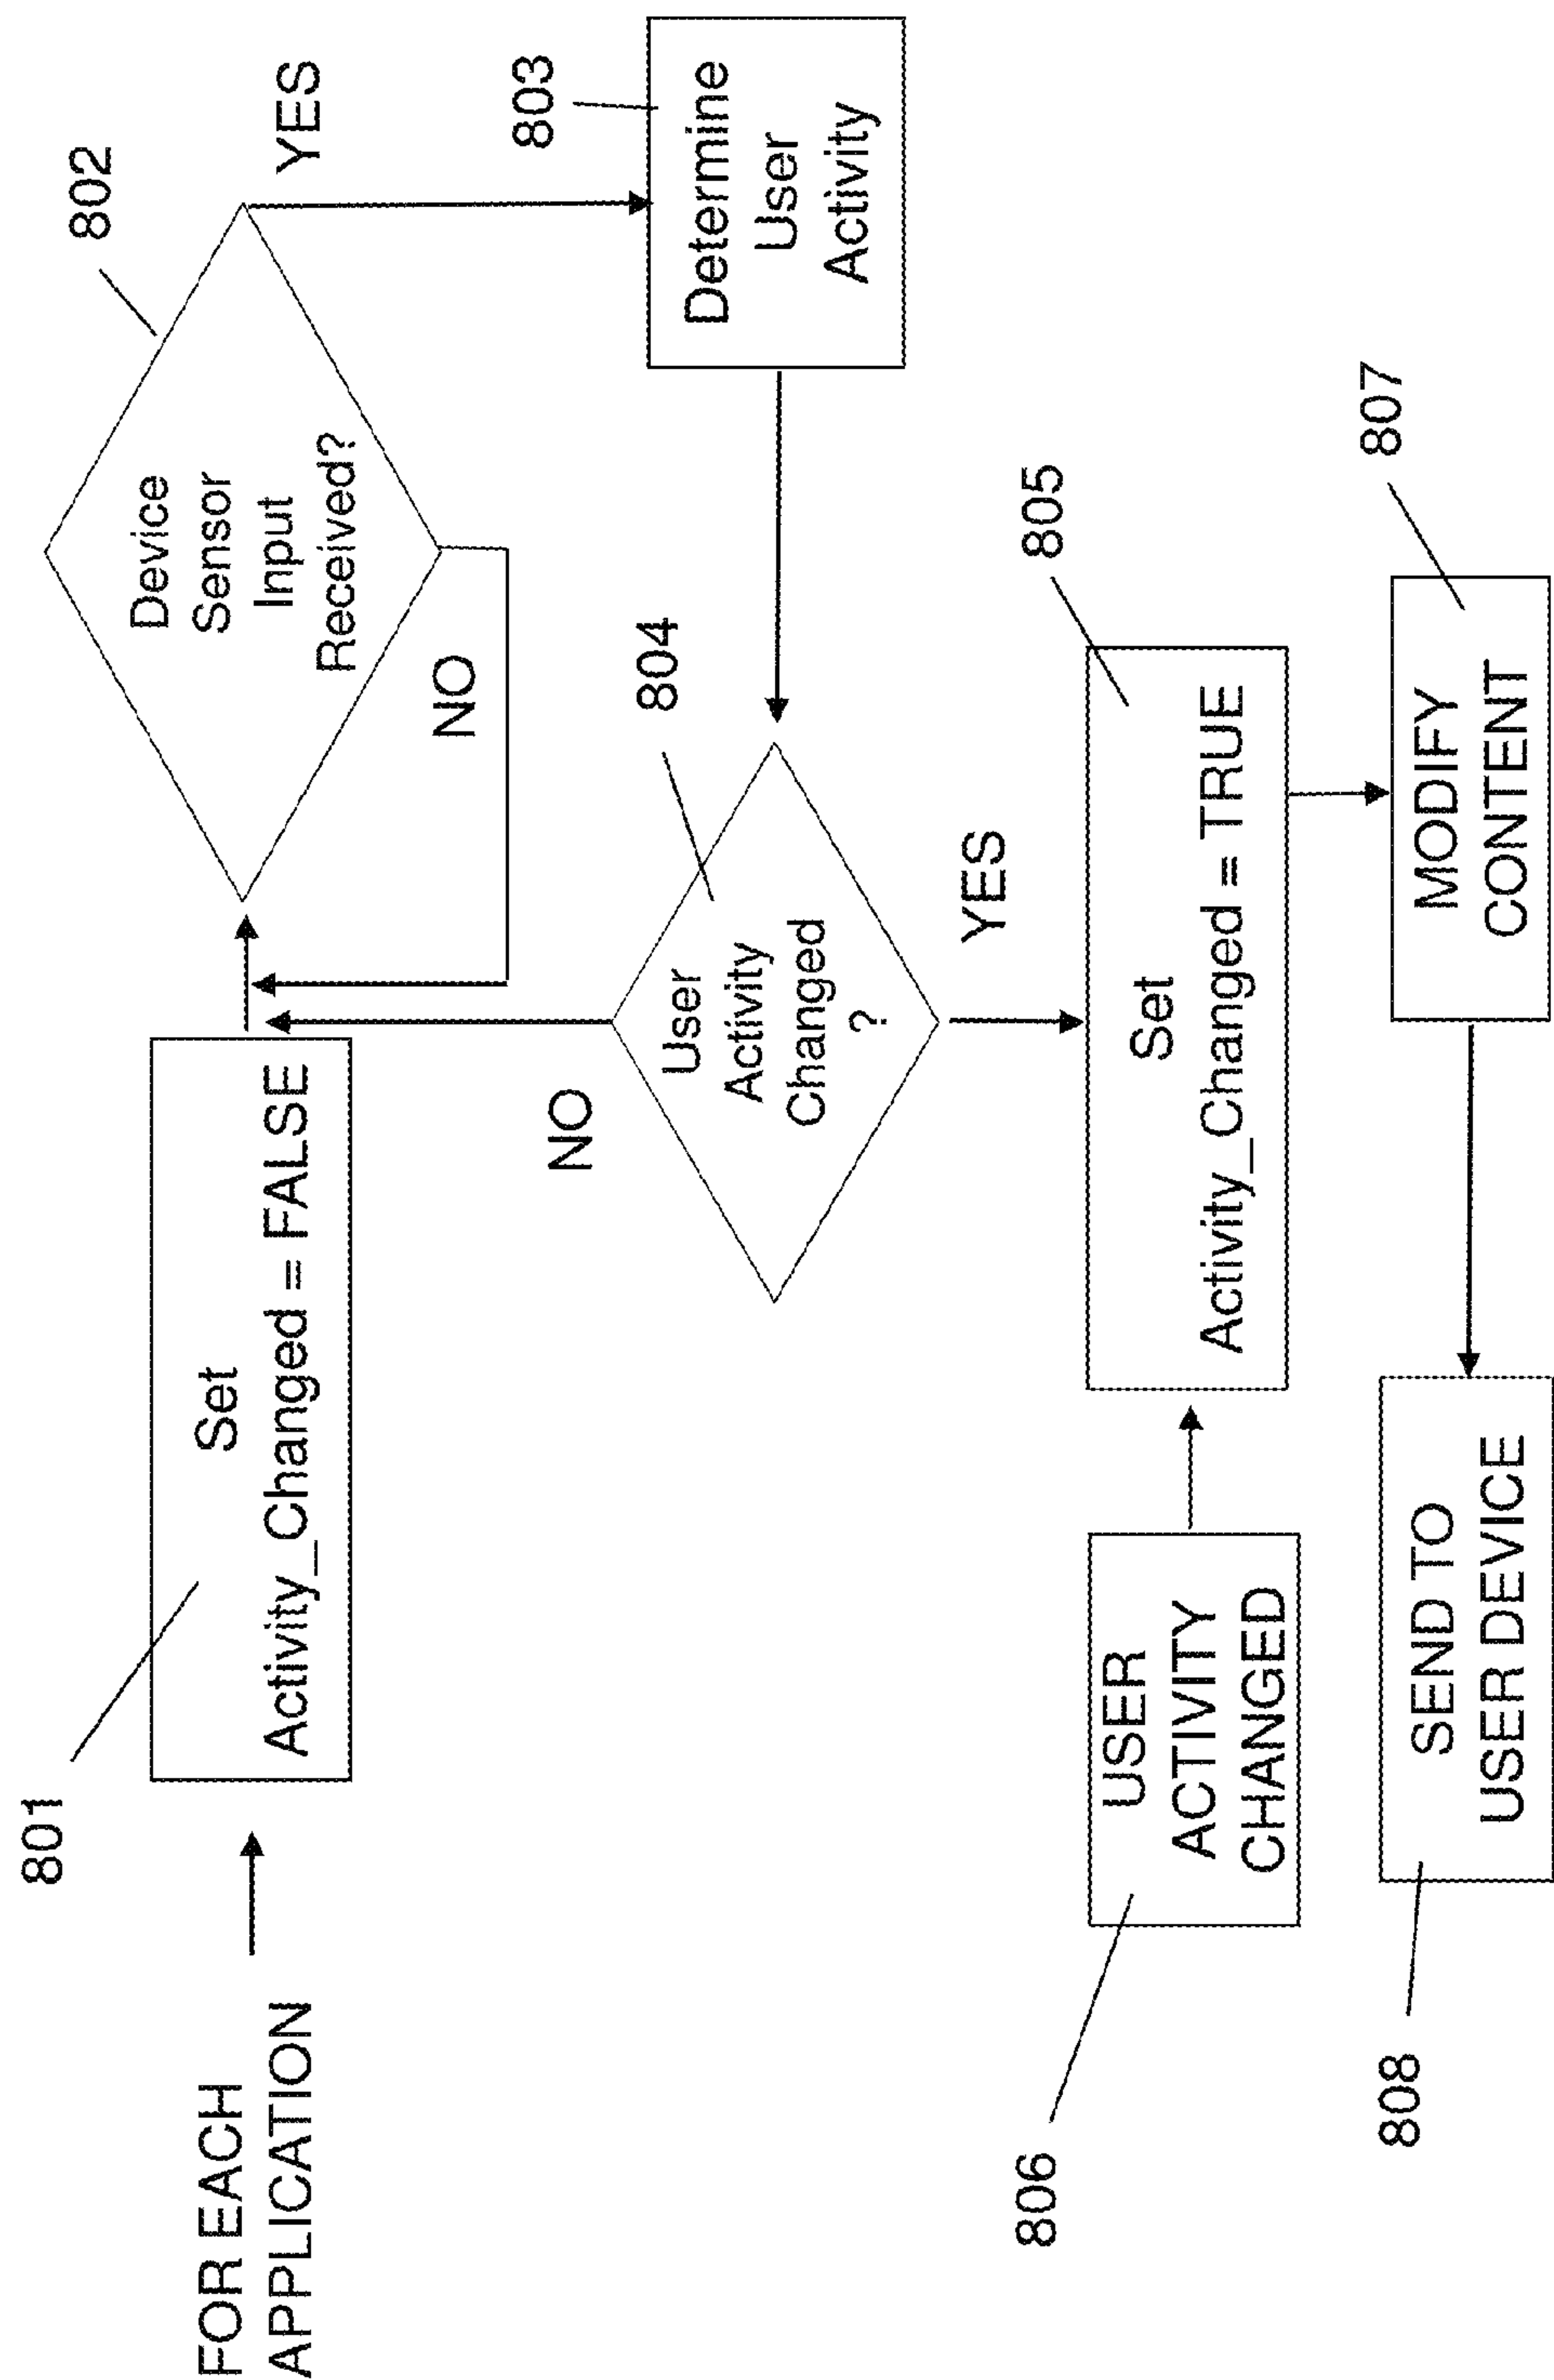 FOR EACH
APPLICATION
801
Set
Activity_Changed = FALSE
802
Device
Sensor
Input
Received?
YES
NO
803
Determine
User
Activity
804
User
Activity
Changed
?
NO
YES
805
Set
Activity_Changed = TRUE
806
USER
ACTIVITY
CHANGED
807
MODIFY
CONTENT
808
SEND TO
USER DEVICE